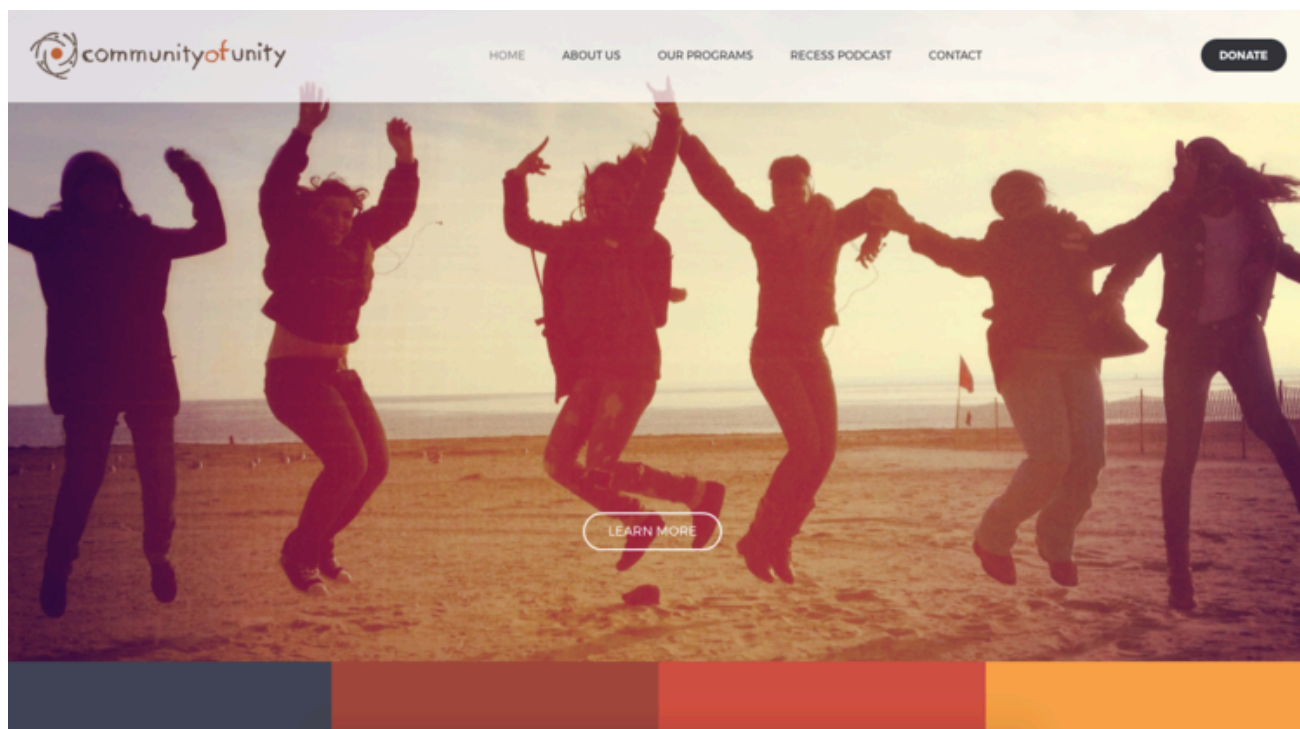 communityofunity
HOME ABOUT US OUR PROGRAMS RECESS PODCAST CONTACT
DONATE
LEARN MORE